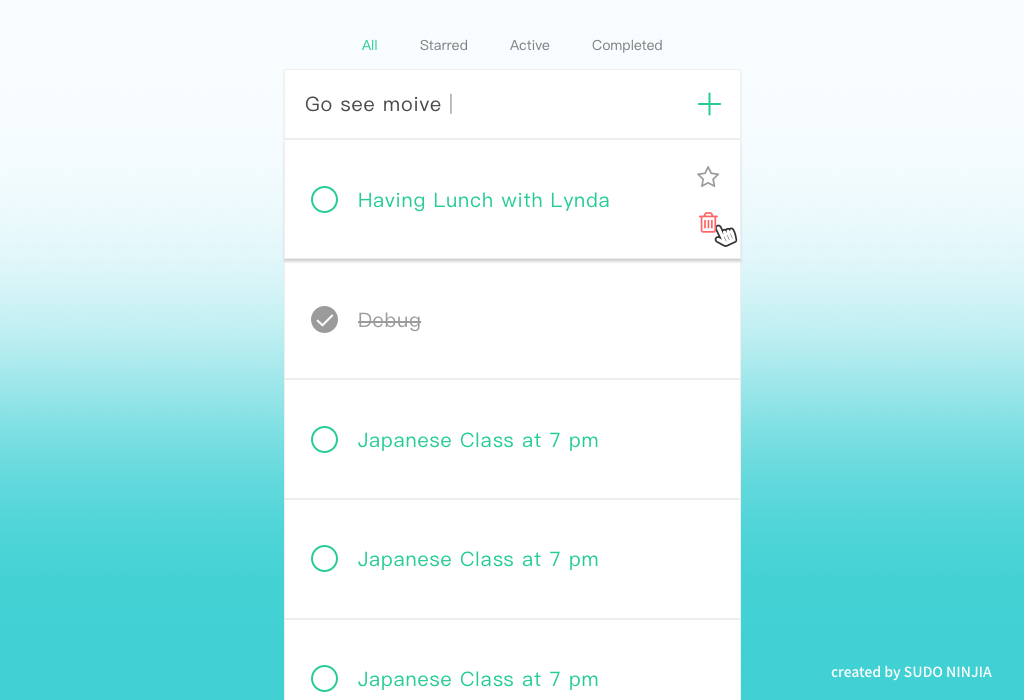 All Starred Active Completed
Go see moive
Having Lunch with Lynda
Debug
Japanese Class at 7 pm
Japanese Class at 7 pm
Japanese Class at 7 pm
created by SUDO NINJIA